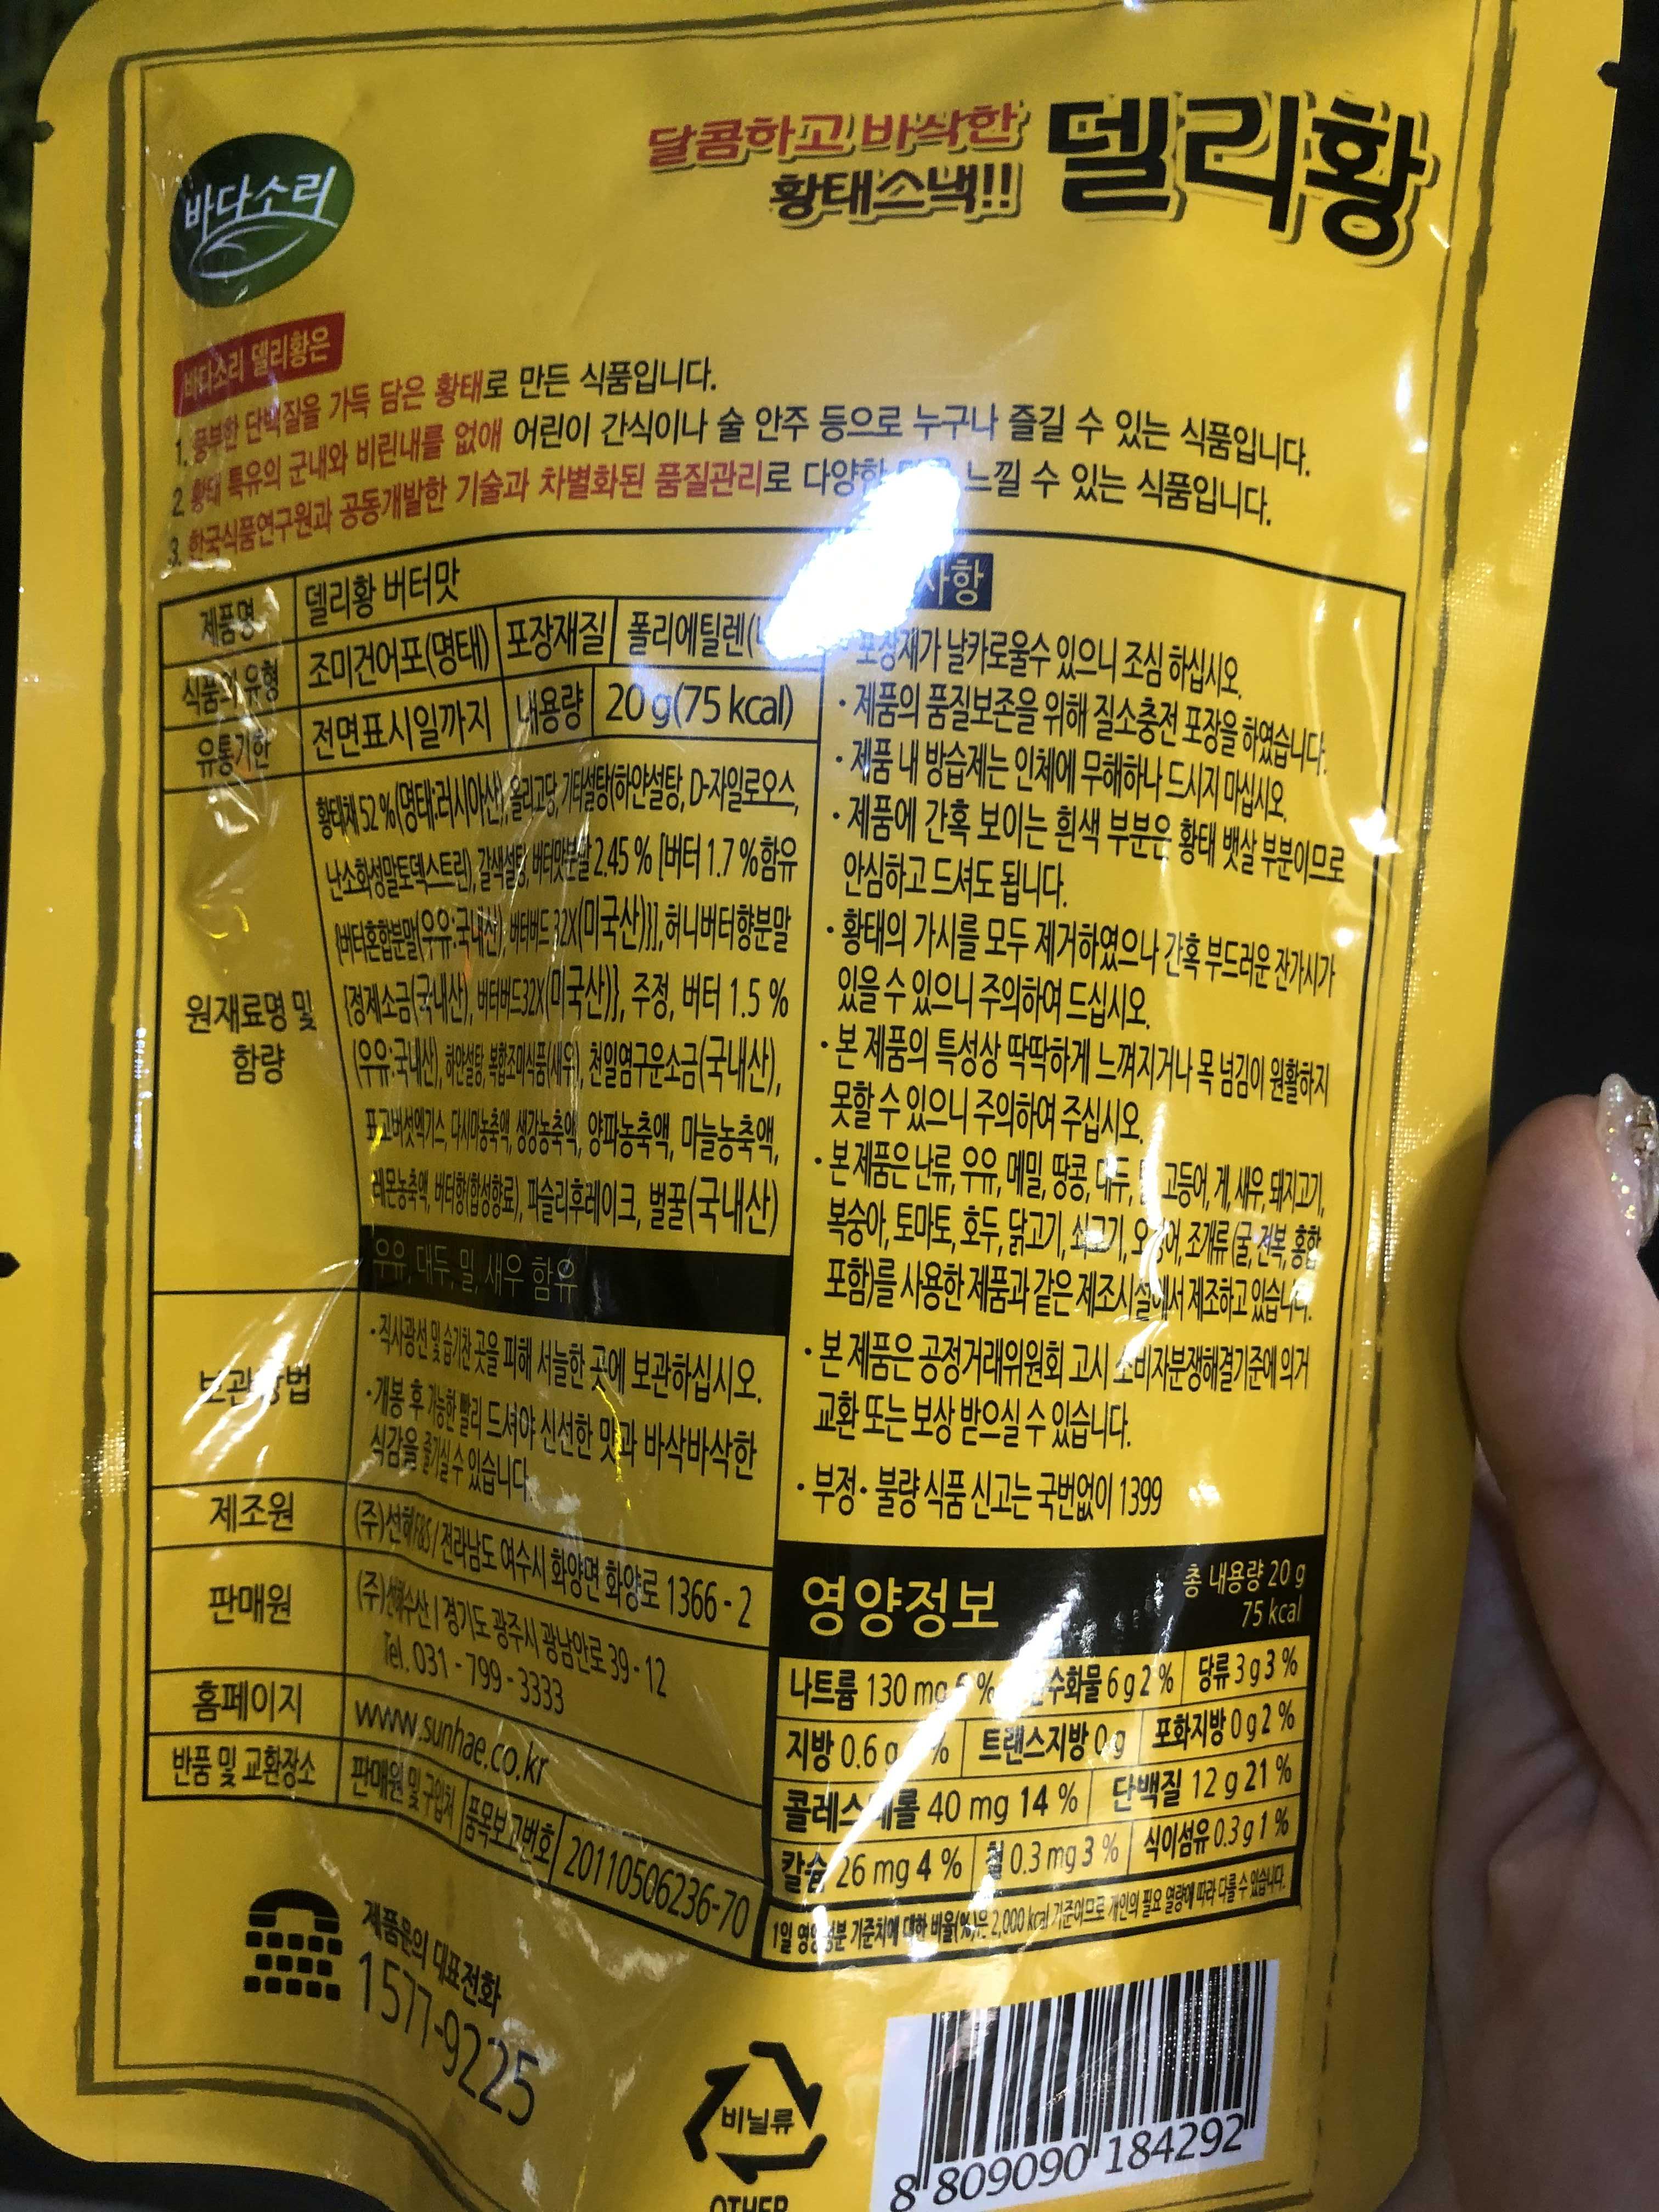 바다소리
달콤하고 바삭한
황태스낵!!
델리황
바다소리 델리황은
1. 풍부한 단백질을 가득 담은 황태로 만든 식품입니다.
2. 황태 특유의 군내와 비린내를 없애 어린이 간식이나 술 안주 등으로 누구나 즐길 수 있는 식품입니다.
3. 한국식품연구원과 공동개발한 기술과 차별화된 품질관리로 다양한 느낄 수 있는 식품입니다.
제품명 델리황 버터맛
식품의 유형 조미건어포(명태) 포장재질 폴리에틸렌(
유통기한 전면표시일까지 내용량 20 g(75 kcal)
원재료명 및 함량
황태채 52 %(명태:러시아산), 올리고당, 기타설탕(하얀설탕, D-자일로오스,
난소화성말토덱스트린), 갈색설탕, 버터맛분말 2.45 % [버터 1.7 %함유
{버터혼합분말(우유:국내산), 버터버드32X(미국산)}], 허니버터향분말
{정제소금(국내산), 버터버드32X(미국산)}, 주정, 버터 1.5 %
(우유:국내산), 하얀설탕, 복합조미식품(새우), 천일염구운소금(국내산),
표고버섯엑기스, 다시마농축액, 생강농축액, 양파농축액, 마늘농축액,
레몬농축액, 버터향(합성향료), 파슬리후레이크, 벌꿀(국내산)
우유, 대두, 밀, 새우 함유
보관방법
· 직사광선 및 습기찬 곳을 피해 서늘한 곳에 보관하십시오.
· 개봉 후 가능한 빨리 드셔야 신선한 맛과 바삭바삭한
식감을 즐기실 수 있습니다.
제조원 (주)선해F&S / 전라남도 여수시 화양면 화양로 1366 - 2
판매원 (주)선해수산 | 경기도 광주시 광남안로 39 - 12
Tel. 031 - 799 - 3333
홈페이지 www.sunhae.co.kr
반품 및 교환장소 판매원 및 구입처 품목보고번호 20110506236-70
사항
포장재가 날카로울수 있으니 조심 하십시오.
· 제품의 품질보존을 위해 질소충전 포장을 하였습니다.
· 제품 내 방습제는 인체에 무해하나 드시지 마십시오.
· 제품에 간혹 보이는 흰색 부분은 황태 뱃살 부분이므로
안심하고 드셔도 됩니다.
· 황태의 가시를 모두 제거하였으나 간혹 부드러운 잔가시가
있을 수 있으니 주의하여 드십시오.
· 본 제품의 특성상 딱딱하게 느껴지거나 목 넘김이 원활하지
못할 수 있으니 주의하여 주십시오.
· 본 제품은 난류, 우유, 메밀, 땅콩, 대두, 고등어, 게, 새우, 돼지고기,
복숭아, 토마토, 호두, 닭고기, 쇠고기, 오징어, 조개류 (굴, 전복, 홍합
포함)를 사용한 제품과 같은 제조시설에서 제조하고 있습니다.
· 본 제품은 공정거래위원회 고시 소비자분쟁해결기준에 의거
교환 또는 보상 받으실 수 있습니다.
· 부정 · 불량 식품 신고는 국번없이 1399
영양정보
총 내용량 20 g
75 kcal
나트륨 130 mg % 탄수화물 6 g 2 % 당류 3 g 3 %
지방 0.6 g % 트랜스지방 0 g 포화지방 0 g 2 %
콜레스테롤 40 mg 14 % 단백질 12 g 21 %
칼슘 26 mg 4 % 철 0.3 mg 3 % 식이섬유 0.3 g 1 %
1일 영양성분 기준치에 대한 비율(%)은 2,000 kcal 기준이므로 개인의 필요 열량에 따라 다를 수 있습니다.
제품문의 대표전화
1577-9225
비닐류
OTHER
8 809090 184292